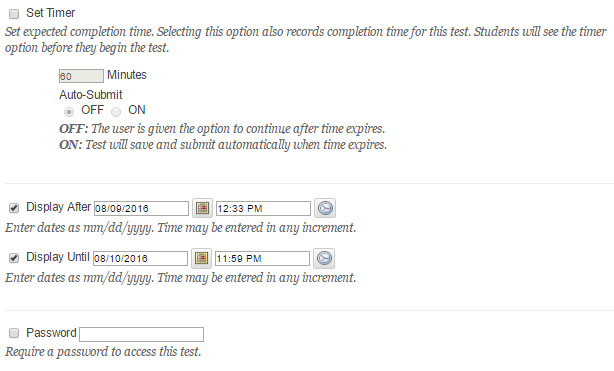 Set Timer
Set expected completion time. Selecting this option also records completion time for this test. Students will see the timer
option before they begin the test.
60 Minutes
Auto-Submit
OFF ON
OFF: The user is given the option to continue after time expires.
ON: Test will save and submit automatically when time expires.
Display After 08/09/2016 12:33 PM
Enter dates as mm/dd/yyyy. Time may be entered in any increment.
Display Until 08/10/2016 11:59 PM
Enter dates as mm/dd/yyyy. Time may be entered in any increment.
Password
Require a password to access this test.